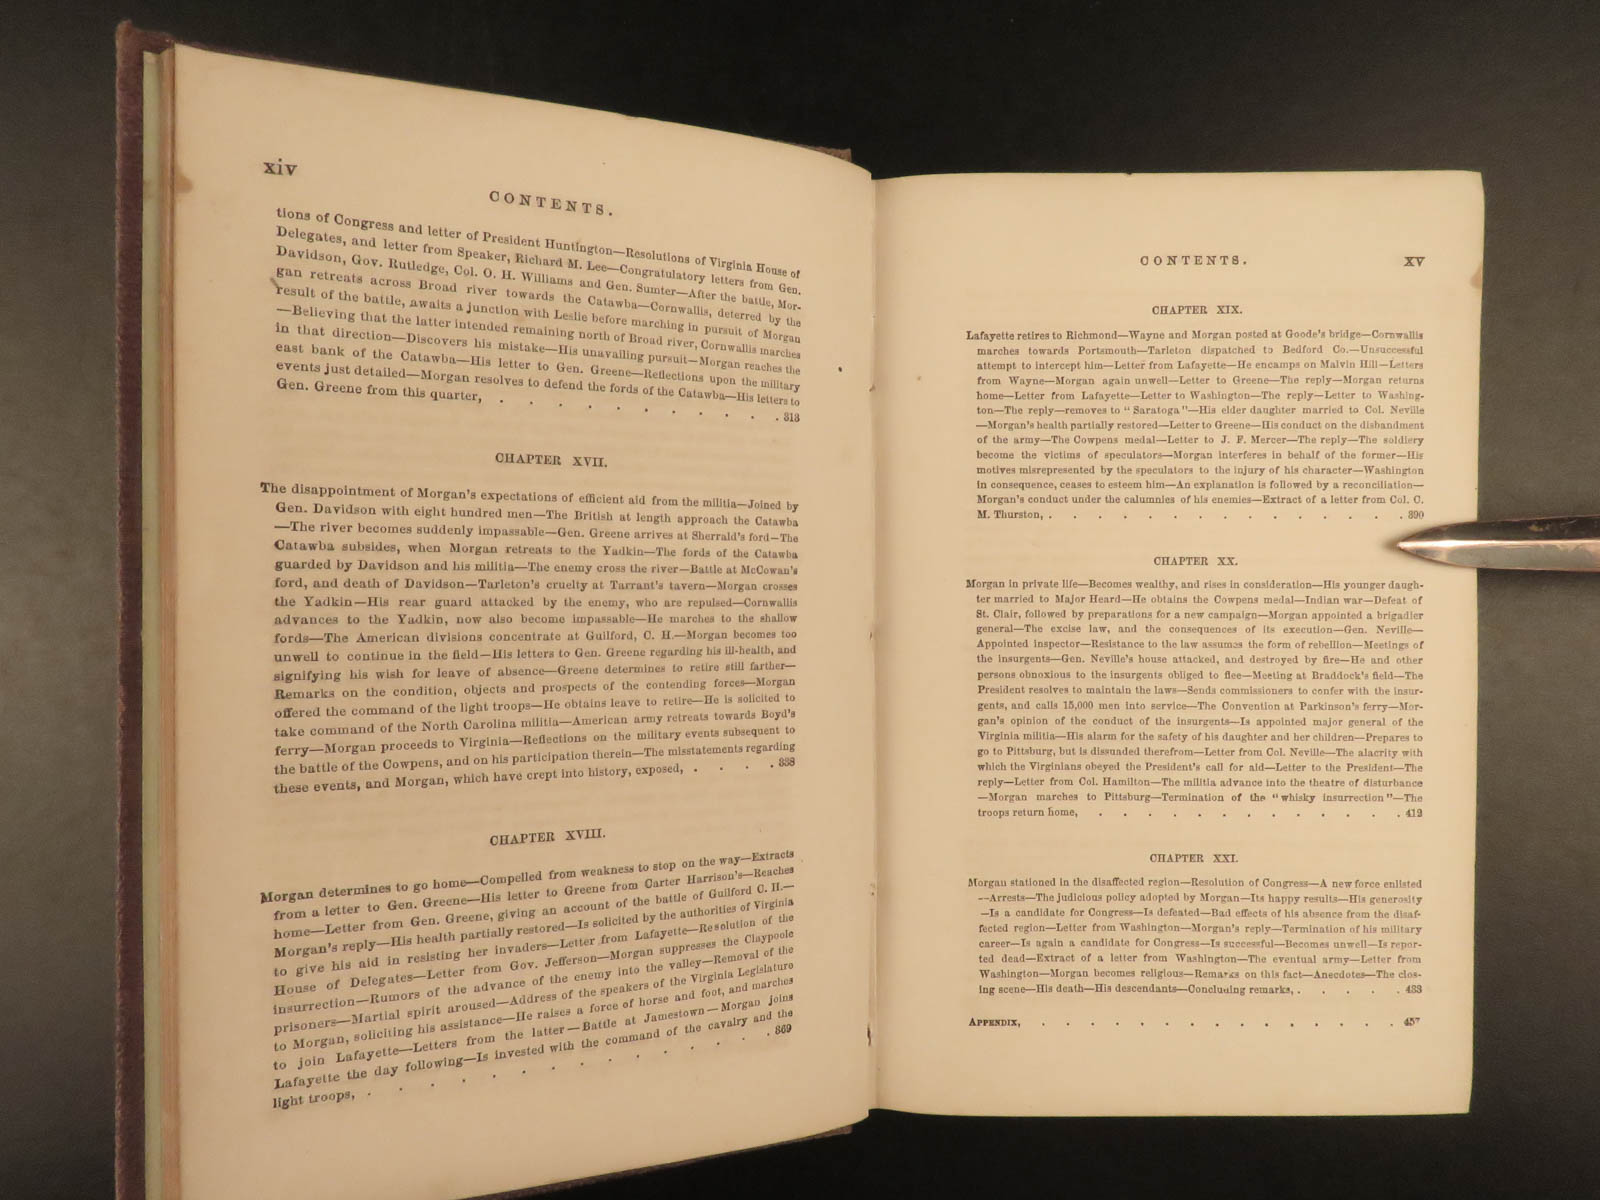 xiv
CONTENTS.
tions of Congress and letter of President Huntington—Resolutions of Virginia House of
Delegates, and letter from Speaker, Richard M. Lee—Congratulatory letters from Gen.
Davidson, Gov. Rutledge, Col. O. H. Williams and Gen. Sumter—After the battle, Mor-
gan retreats across Broad river towards the Catawba—Cornwallis, deterred by the
result of the battle, awaits a junction with Leslie before marching in pursuit of Morgan
—Believing that the latter intended remaining north of Broad river, Cornwallis marches
in that direction—Discovers his mistake—His unavailing pursuit—Morgan reaches the
east bank of the Catawba—His letter to Gen. Greene—Reflections upon the military
events just detailed—Morgan resolves to defend the fords of the Catawba—His letters to
Gen. Greene from this quarter, . . . . . . . . . . . 313
CHAPTER XVII.
The disappointment of Morgan's expectations of efficient aid from the militia—Joined by
Gen. Davidson with eight hundred men—The British at length approach the Catawba
—The river becomes suddenly impassable—Gen. Greene arrives at Sherrald's ford—The
Catawba subsides, when Morgan retreats to the Yadkin—The fords of the Catawba
guarded by Davidson and his militia—The enemy cross the river—Battle at McCowan's
ford, and death of Davidson—Tarleton's cruelty at Tarrant's tavern—Morgan crosses
the Yadkin—His rear guard attacked by the enemy, who are repulsed—Cornwallis
advances to the Yadkin, now also become impassable—He marches to the shallow
fords—The American divisions concentrate at Guilford, C. H.—Morgan becomes too
unwell to continue in the field—His letters to Gen. Greene regarding his ill-health, and
signifying his wish for leave of absence—Greene determines to retire still farther—
Remarks on the condition, objects and prospects of the contending forces—Morgan
offered the command of the light troops—He obtains leave to retire—He is solicited to
take command of the North Carolina militia—American army retreats towards Boyd's
ferry—Morgan proceeds to Virginia—Reflections on the military events subsequent to
the battle of the Cowpens, and on his participation therein—The misstatements regarding
these events, and Morgan, which have crept into history, exposed, . . . . 338
CHAPTER XVIII.
Morgan determines to go home—Compelled from weakness to stop on the way—Extracts
from a letter to Gen. Greene—His letter to Greene from Carter Harrison's—Reaches
home—Letter from Gen. Greene, giving an account of the battle of Guilford C. H.—
Morgan's reply—His health partially restored—Is solicited by the authorities of Virginia
to give his aid in resisting her invaders—Letter from Lafayette—Resolution of the
House of Delegates—Letter from Gov. Jefferson—Morgan suppresses the Claypoole
insurrection—Rumors of the advance of the enemy into the valley—Removal of the
prisoners—Martial spirit aroused—Address of the speakers of the Virginia Legislature
to Morgan, soliciting his assistance—He raises a force of horse and foot, and marches
to join Lafayette—Letters from the latter—Battle at Jamestown—Morgan joins
Lafayette the day following—Is invested with the command of the cavalry and the
light troops, . . . . . . . . . . . . . 369
CONTENTS. XV
CHAPTER XIX.
Lafayette retires to Richmond—Wayne and Morgan posted at Goode's bridge—Cornwallis
marches towards Portsmouth—Tarleton dispatched to Bedford Co.—Unsuccessful
attempt to intercept him—Letter from Lafayette—He encamps on Malvin Hill—Letters
from Wayne—Morgan again unwell—Letter to Greene—The reply—Morgan returns
home—Letter from Lafayette—Letter to Washington—The reply—Letter to Washing-
ton—The reply—removes to "Saratoga"—His elder daughter married to Col. Neville
—Morgan's health partially restored—Letter to Greene—His conduct on the disbandment
of the army—The Cowpens medal—Letter to J. F. Mercer—The reply—The soldiery
become the victims of speculators—Morgan interferes in behalf of the former—His
motives misrepresented by the speculators to the injury of his character—Washington
in consequence, ceases to esteem him—An explanation is followed by a reconciliation—
Morgan's conduct under the calumnies of his enemies—Extract of a letter from Col. C.
M. Thurston, . . . . . . . . . . . . . . . 390
CHAPTER XX.
Morgan in private life—Becomes wealthy, and rises in consideration—His younger daugh-
ter married to Major Heard—He obtains the Cowpens medal—Indian war—Defeat of
St. Clair, followed by preparations for a new campaign—Morgan appointed a brigadier
general—The excise law, and the consequences of its execution—Gen. Neville—
Appointed inspector—Resistance to the law assumes the form of rebellion—Meetings of
the insurgents—Gen. Neville's house attacked, and destroyed by fire—He and other
persons obnoxious to the insurgents obliged to flee—Meeting at Braddock's field—The
President resolves to maintain the laws—Sends commissioners to confer with the insur-
gents, and calls 15,000 men into service—The Convention at Parkinson's ferry—Mor-
gan's opinion of the conduct of the insurgents—Is appointed major general of the
Virginia militia—His alarm for the safety of his daughter and her children—Prepares to
go to Pittsburg, but is dissuaded therefrom—Letter from Col. Neville—The alacrity with
which the Virginians obeyed the President's call for aid—Letter to the President—The
reply—Letter from Col. Hamilton—The militia advance into the theatre of disturbance
—Morgan marches to Pittsburg—Termination of the "whisky insurrection"—The
troops return home, . . . . . . . . . . . . . 412
CHAPTER XXI.
Morgan stationed in the disaffected region—Resolution of Congress—A new force enlisted
—Arrests—The judicious policy adopted by Morgan—Its happy results—His generosity
—Is a candidate for Congress—Is defeated—Bad effects of his absence from the disaf-
fected region—Letter from Washington—Morgan's reply—Termination of his military
career—Is again a candidate for Congress—Is successful—Becomes unwell—Is repor-
ted dead—Extract of a letter from Washington—The eventual army—Letter from
Washington—Morgan becomes religious—Remarks on this fact—Anecdotes—The clos-
ing scene—His death—His descendants—Concluding remarks, . . . . . 433
APPENDIX, . . . . . . . . . . . . . . . 457